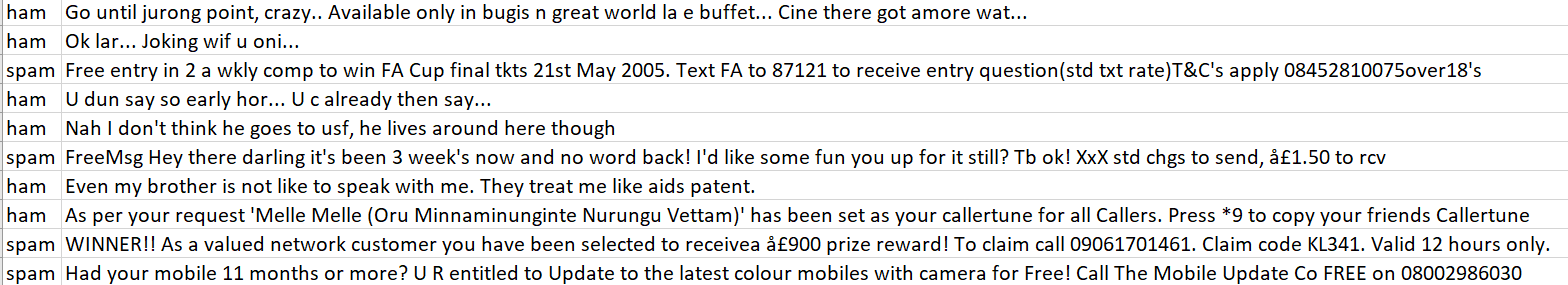 ham Go until jurong point, crazy.. Available only in bugis n great world la e buffet... Cine there got amore wat...
ham Ok lar... Joking wif u oni...
spam Free entry in 2 a wkly comp to win FA Cup final tkts 21st May 2005. Text FA to 87121 to receive entry question(std txt rate)T&C's apply 08452810075over18's
ham U dun say so early hor... U c already then say...
ham Nah I don't think he goes to usf, he lives around here though
spam FreeMsg Hey there darling it's been 3 week's now and no word back! I'd like some fun you up for it still? Tb ok! XxX std chgs to send, å£1.50 to rcv
ham Even my brother is not like to speak with me. They treat me like aids patent.
ham As per your request 'Melle Melle (Oru Minnaminunginte Nurungu Vettam)' has been set as your callertune for all Callers. Press *9 to copy your friends Callertune
spam WINNER!! As a valued network customer you have been selected to receivea å£900 prize reward! To claim call 09061701461. Claim code KL341. Valid 12 hours only.
spam Had your mobile 11 months or more? U R entitled to Update to the latest colour mobiles with camera for Free! Call The Mobile Update Co FREE on 08002986030